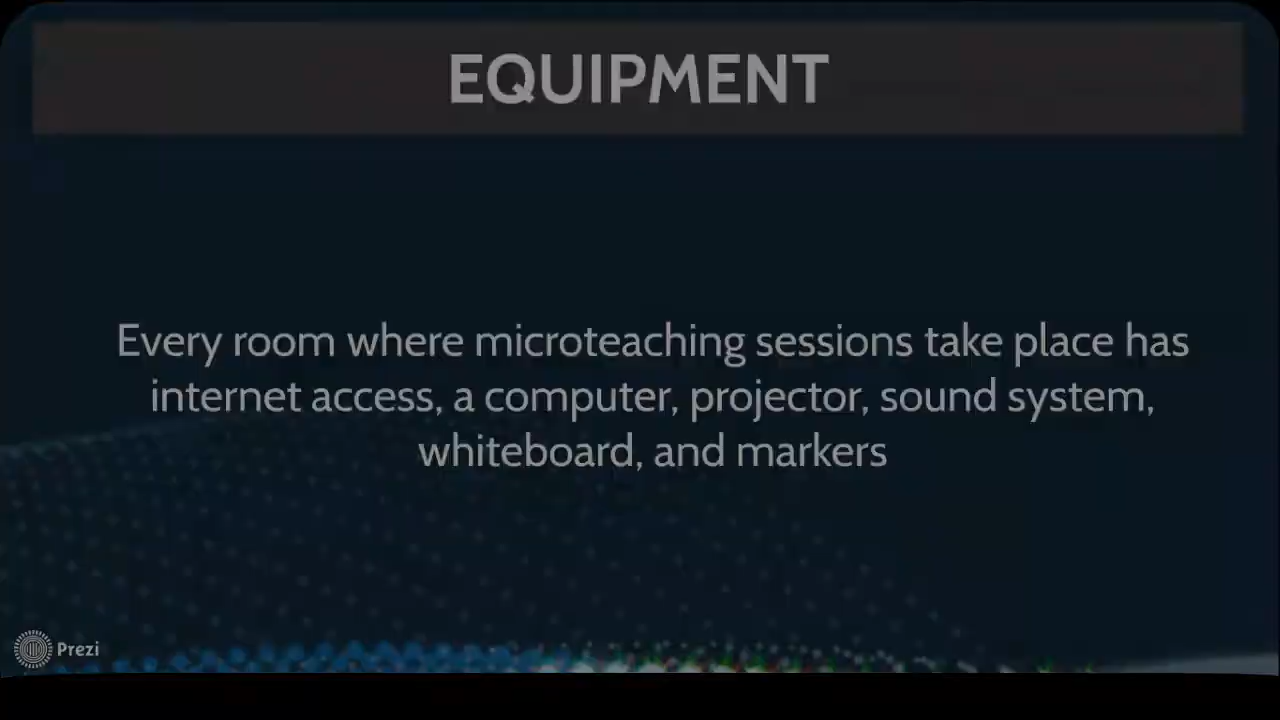 EQUIPMENT
Every room where microteaching sessions take place has
internet access, a computer, projector, sound system,
whiteboard, and markers
Prezi